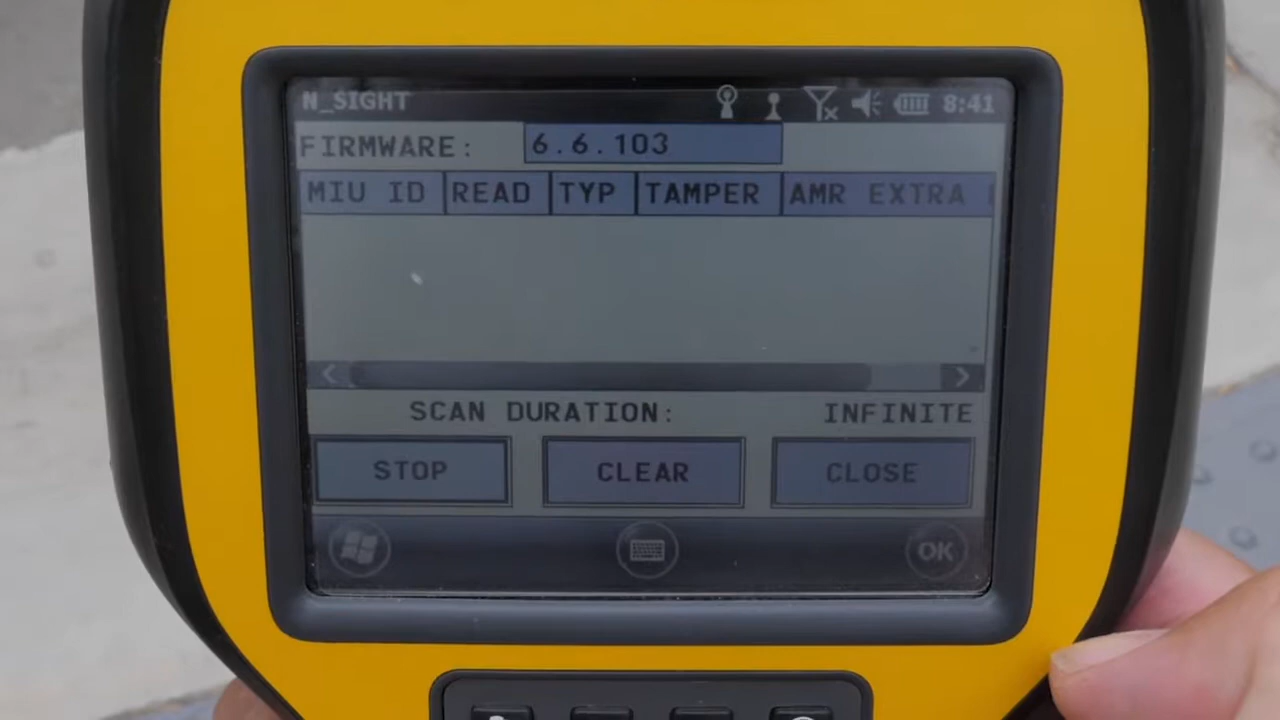 N_SIGHT 8:41
FIRMWARE: 6.6.103
MIU ID READ TYP TAMPER AMR EXTRA
SCAN DURATION: INFINITE
STOP CLEAR CLOSE
OK